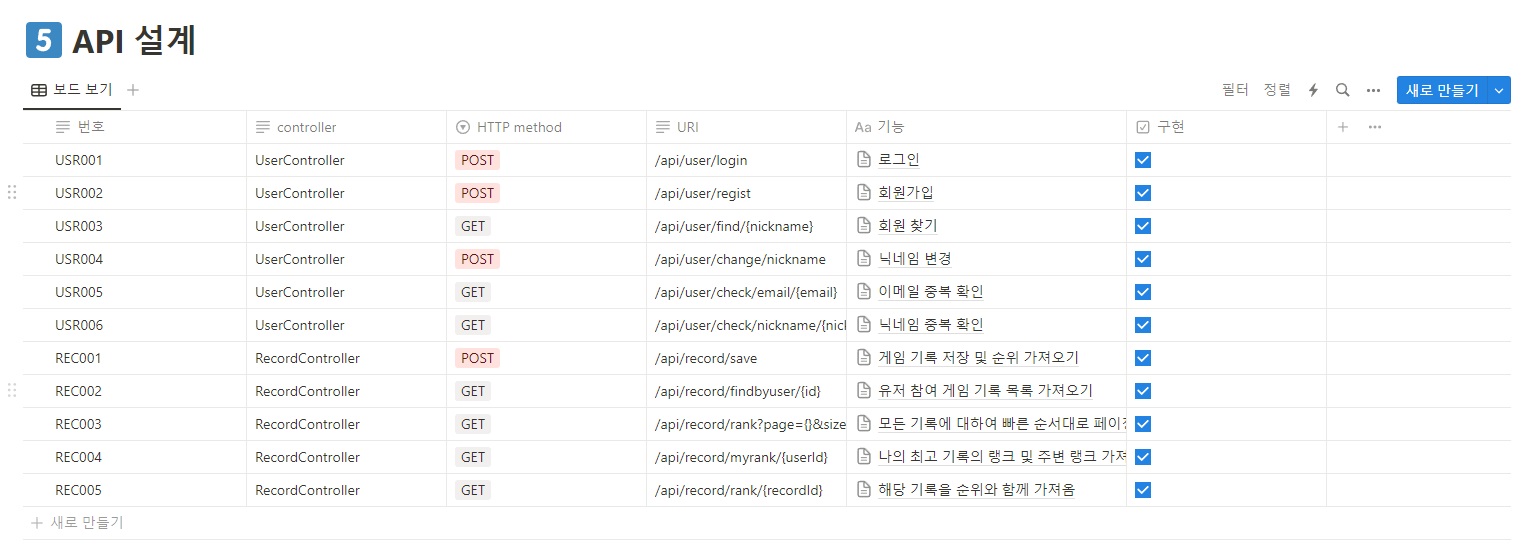 5 API 설계
보드 보기
필터 정렬 새로 만들기
번호 controller HTTP method URI Aa 기능 구현
USR001 UserController POST /api/user/login 로그인
USR002 UserController POST /api/user/regist 회원가입
USR003 UserController GET /api/user/find/{nickname} 회원 찾기
USR004 UserController POST /api/user/change/nickname 닉네임 변경
USR005 UserController GET /api/user/check/email/{email} 이메일 중복 확인
USR006 UserController GET /api/user/check/nickname/{nicl 닉네임 중복 확인
REC001 RecordController POST /api/record/save 게임 기록 저장 및 순위 가져오기
REC002 RecordController GET /api/record/findbyuser/{id} 유저 참여 게임 기록 목록 가져오기
REC003 RecordController GET /api/record/rank?page={}&size 모든 기록에 대하여 빠른 순서대로
REC004 RecordController GET /api/record/myrank/{userId} 나의 최고 기록의 랭크 및 주변 랭크
REC005 RecordController GET /api/record/rank/{recordId} 해당 기록을 순위와 함께 가져옴
새로 만들기